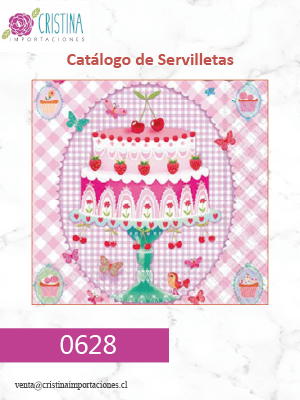 CRISTINA
IMPORTACIONES
Catálogo de Servilletas
0628
venta@cristinaimportaciones.cl